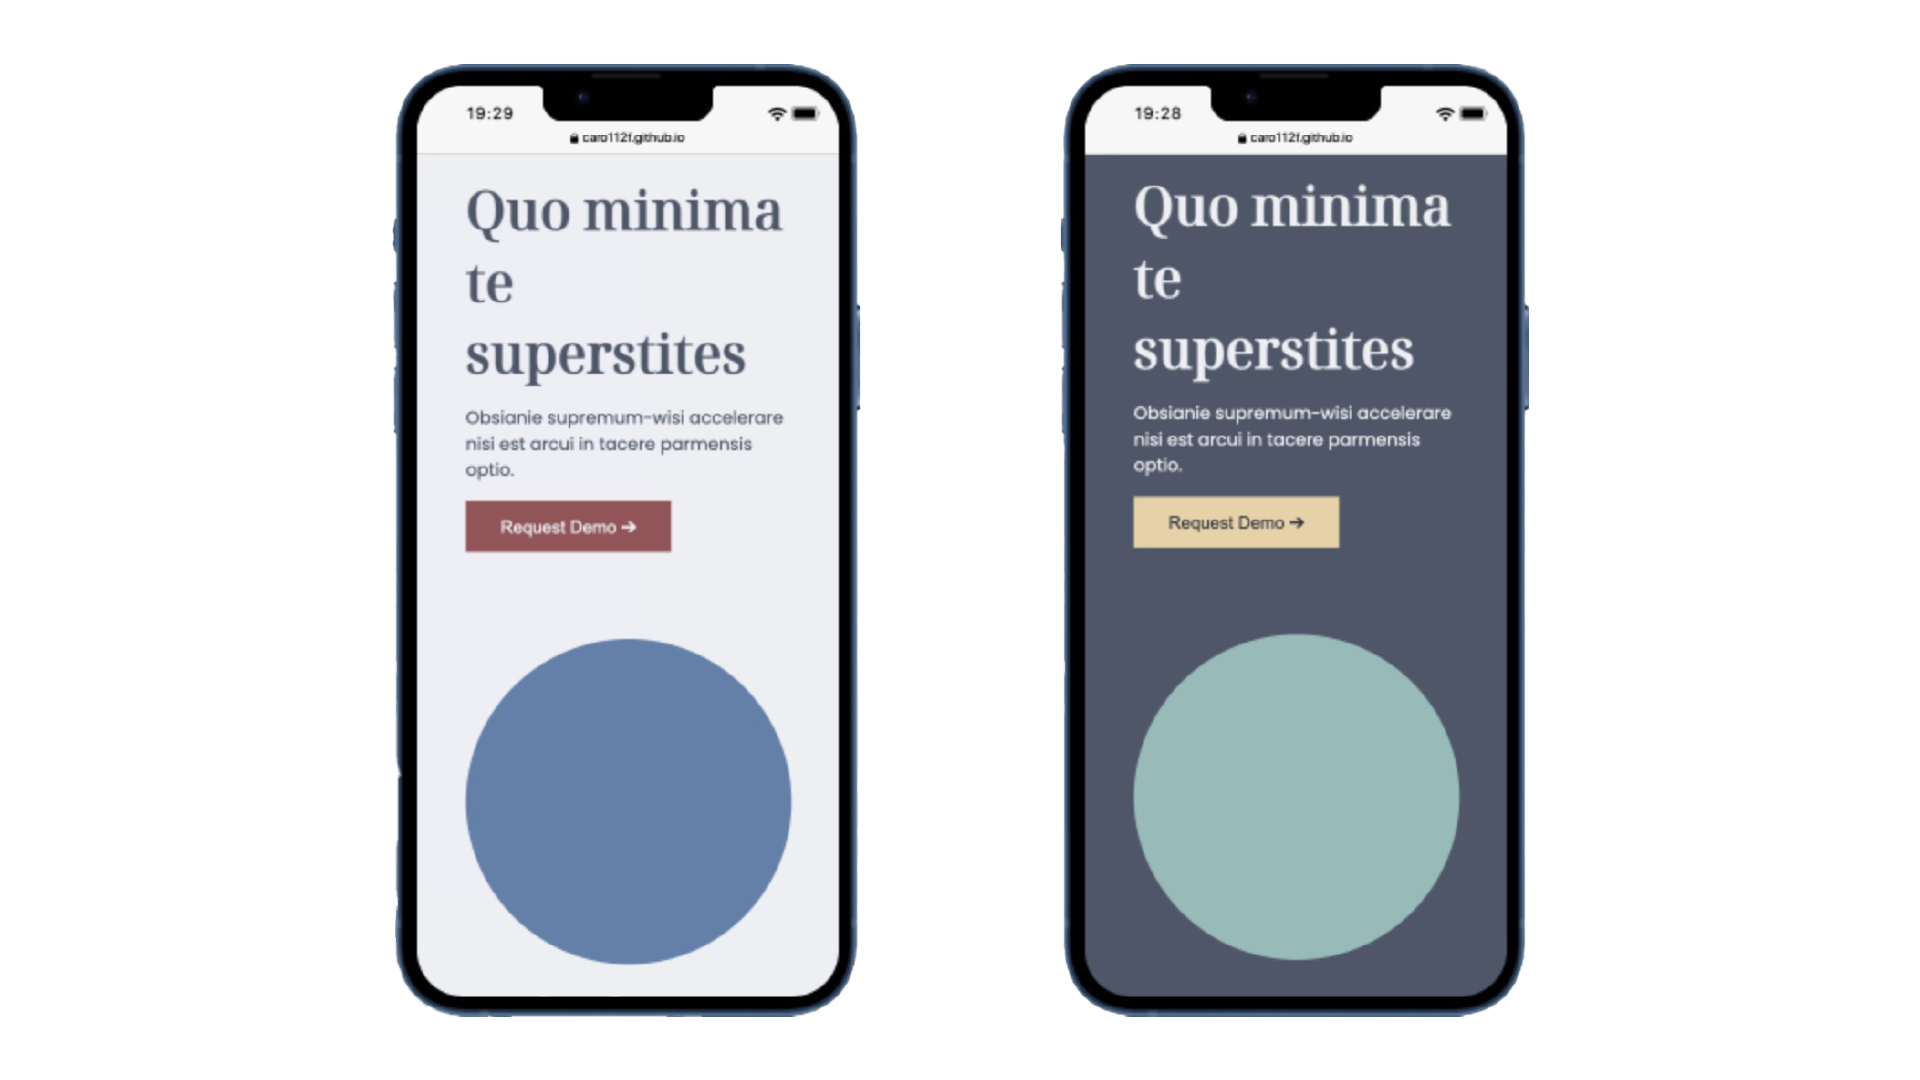 19:29
caro112f.github.io
Quo minima
te
superstites
Obsianie supremum-wisi accelerare
nisi est arcui in tacere parmensis
optio.
Request Demo →
19:28
caro112f.github.io
Quo minima
te
superstites
Obsianie supremum-wisi accelerare
nisi est arcui in tacere parmensis
optio.
Request Demo →